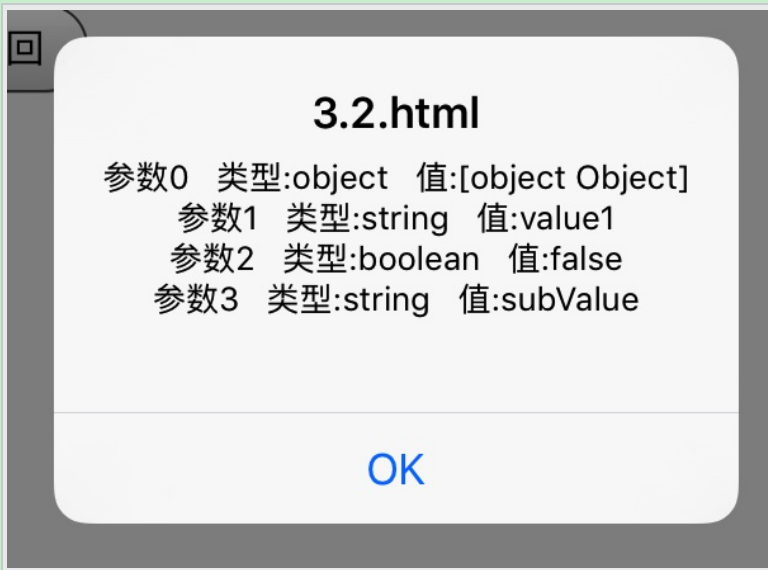 回
3.2.html
参数0 类型:object 值:[object Object]
参数1 类型:string 值:value1
参数2 类型:boolean 值:false
参数3 类型:string 值:subValue
OK